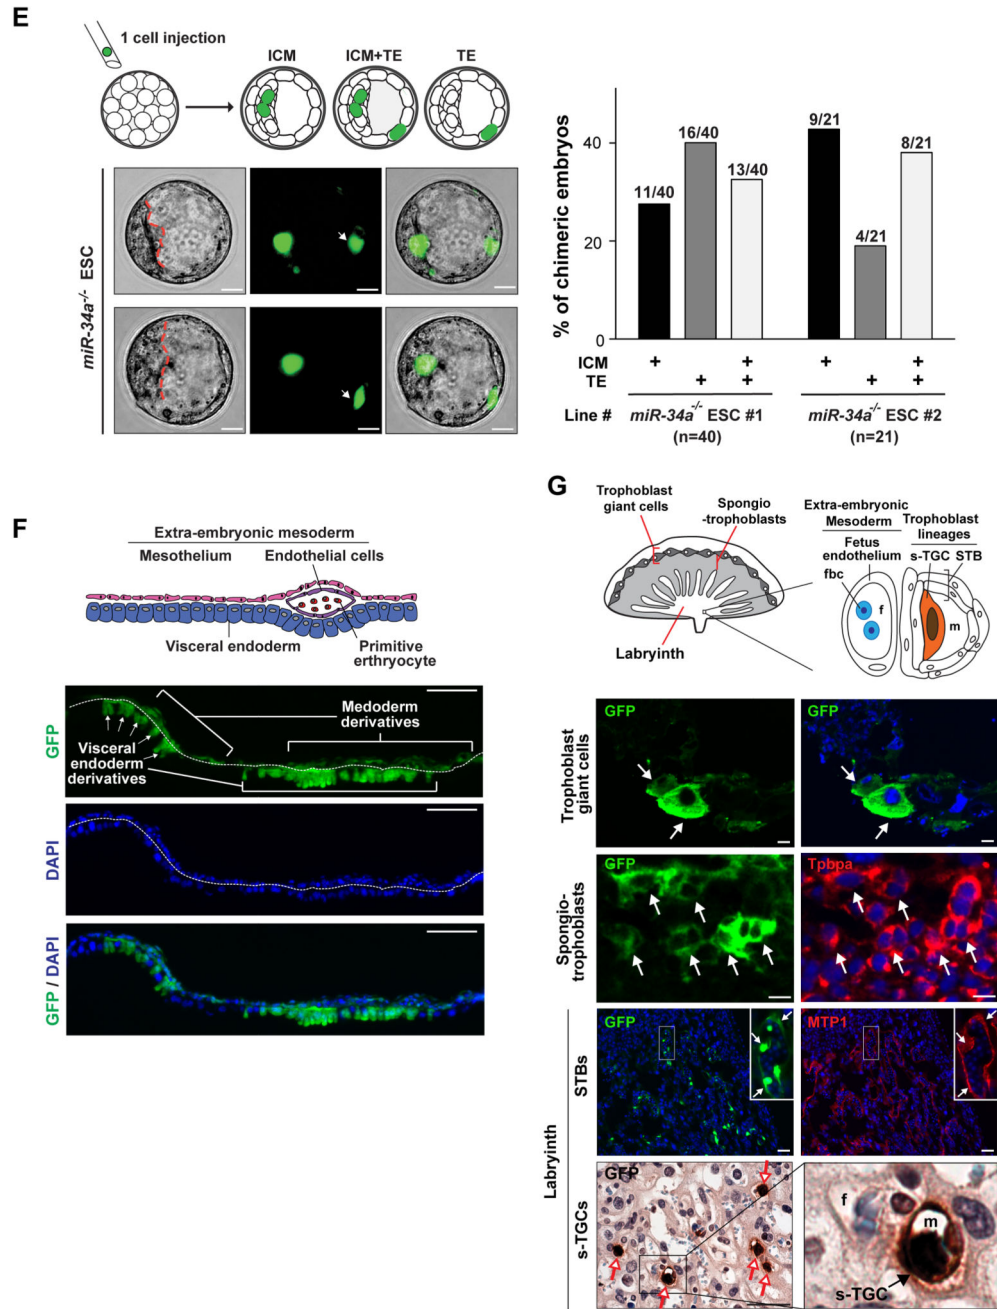 E
1 cell injection
ICM
ICM+TE
TE
miR-34a-/- ESC
% of chimeric embryos
40
20
0
11/40
16/40
13/40
9/21
4/21
8/21
ICM + + + +
TE + + + +
Line # miR-34a-/- ESC #1 miR-34a-/- ESC #2
(n=40) (n=21)
F
Extra-embryonic mesoderm
Mesothelium Endothelial cells
Visceral endoderm
Primitive
erthryocyte
GFP
Visceral
endoderm
derivatives
Medoderm
derivatives
DAPI
GFP / DAPI
G
Trophoblast
giant cells
Spongio
-trophoblasts
Labryinth
Extra-embryonic
Mesoderm
Fetus
endothelium
Trophoblast
lineages
s-TGC STB
fbc
f
m
Trophoblast
giant cells
GFP
GFP
Spongio-
trophoblasts
GFP
Tpbpa
Labryinth
STBs
GFP
MTP1
s-TGCs
GFP
f
m
s-TGC